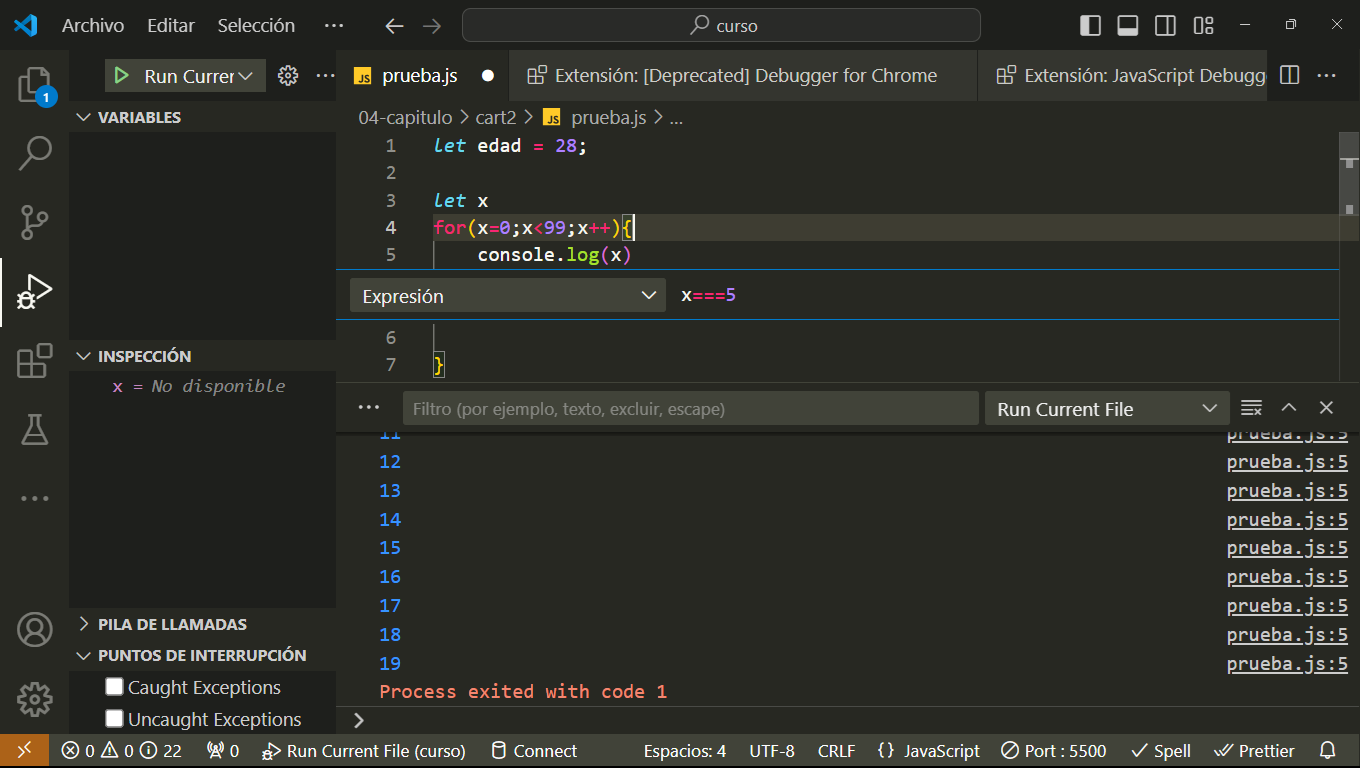 Archivo Editar Selección ··· curso
Run Currer ··· JS prueba.js Extensión: [Deprecated] Debugger for Chrome Extensión: JavaScript Debugge ···
1
VARIABLES
04-capitulo > cart2 > JS prueba.js > ...
1 let edad = 28;
2
3 let x
4 for(x=0;x<99;x++){
5 console.log(x)
Expresión x===5
6
7 }
INSPECCIÓN
x = No disponible
··· Filtro (por ejemplo, texto, excluir, escape) Run Current File
11 prueba.js:5
12 prueba.js:5
13 prueba.js:5
14 prueba.js:5
15 prueba.js:5
16 prueba.js:5
17 prueba.js:5
18 prueba.js:5
19 prueba.js:5
Process exited with code 1
>
PILA DE LLAMADAS
PUNTOS DE INTERRUPCIÓN
Caught Exceptions
Uncaught Exceptions
0 0 22 0 Run Current File (curso) Connect Espacios: 4 UTF-8 CRLF {} JavaScript Port : 5500 Spell Prettier